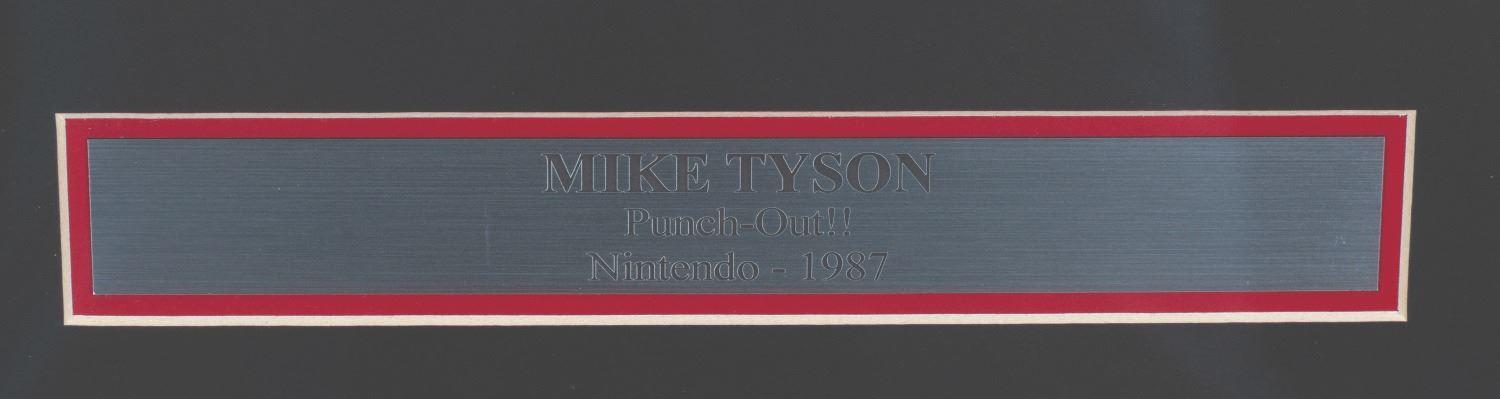 MIKE TYSON
Punch-Out!!
Nintendo - 1987